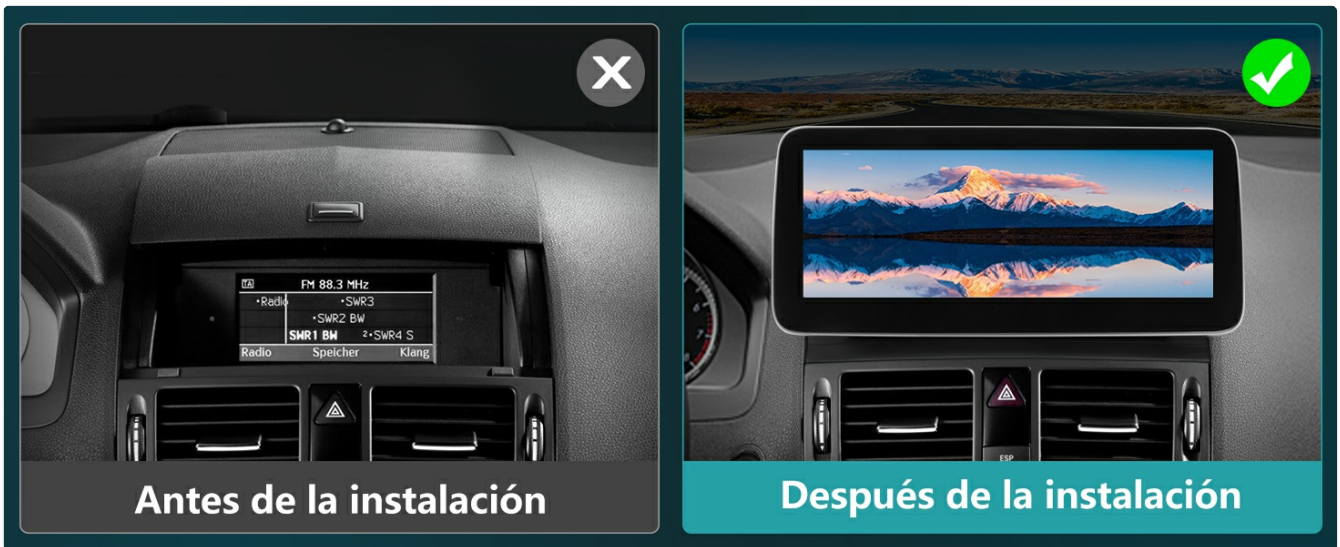 TA FM 88.3 MHz
•Radio •SWR3
•SWR2 BW
SWR1 BW 2•SWR4 S
Radio Speicher Klang
Antes de la instalación
ESP
Después de la instalación